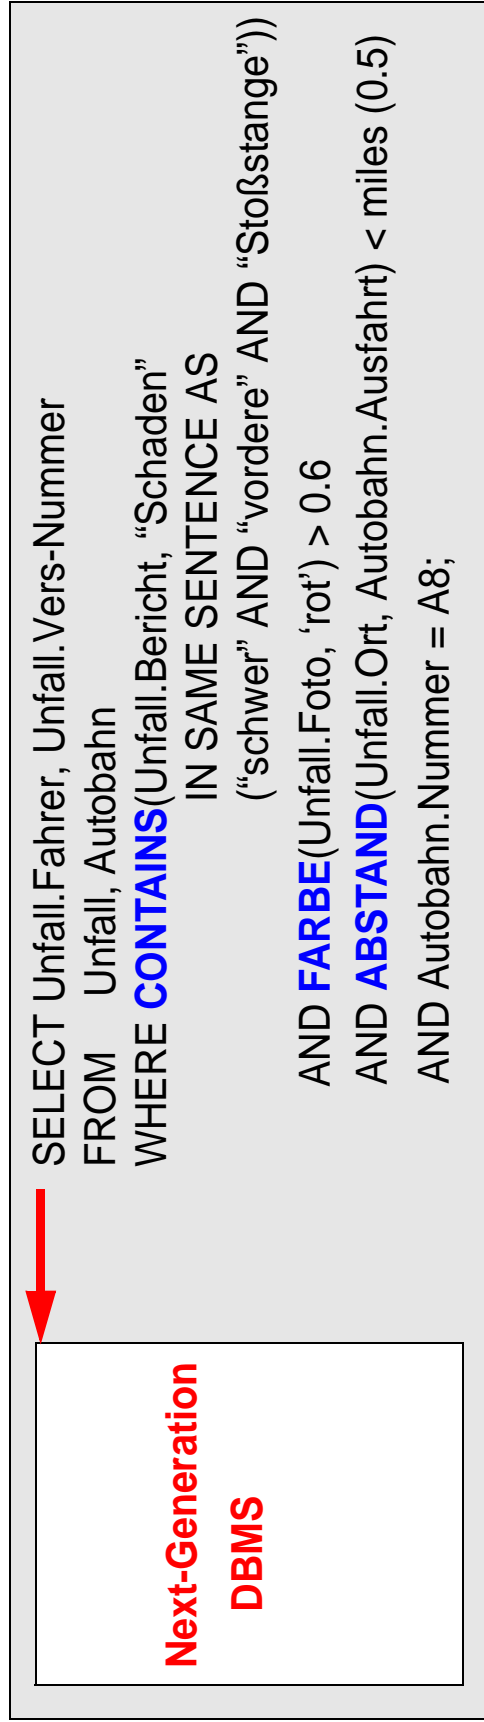 Next-Generation
DBMS
SELECT Unfall.Fahrer, Unfall.Vers-Nummer
FROM Unfall, Autobahn
WHERE CONTAINS(Unfall.Bericht, “Schaden”
IN SAME SENTENCE AS
(“schwer” AND “vordere” AND “Stoßstange”))
AND FARBE(Unfall.Foto, ‘rot’) > 0.6
AND ABSTAND(Unfall.Ort, Autobahn.Ausfahrt) < miles (0.5)
AND Autobahn.Nummer = A8;